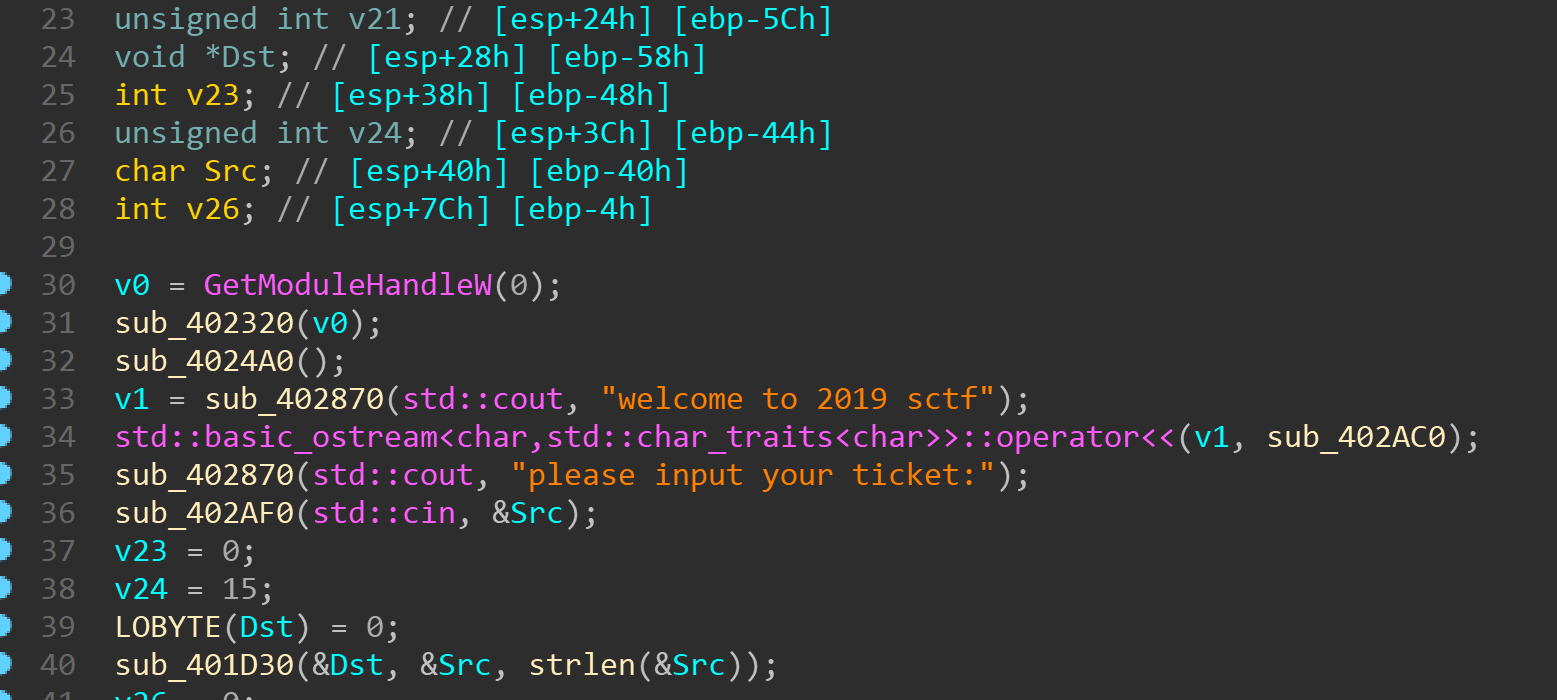 23 unsigned int v21; // [esp+24h] [ebp-5Ch]
24 void *Dst; // [esp+28h] [ebp-58h]
25 int v23; // [esp+38h] [ebp-48h]
26 unsigned int v24; // [esp+3Ch] [ebp-44h]
27 char Src; // [esp+40h] [ebp-40h]
28 int v26; // [esp+7Ch] [ebp-4h]
29
30 v0 = GetModuleHandleW(0);
31 sub_402320(v0);
32 sub_4024A0();
33 v1 = sub_402870(std::cout, "welcome to 2019 sctf");
34 std::basic_ostream<char,std::char_traits<char>>::operator<<(v1, sub_402AC0);
35 sub_402870(std::cout, "please input your ticket:");
36 sub_402AF0(std::cin, &Src);
37 v23 = 0;
38 v24 = 15;
39 LOBYTE(Dst) = 0;
40 sub_401D30(&Dst, &Src, strlen(&Src));
41 v26 = 0;